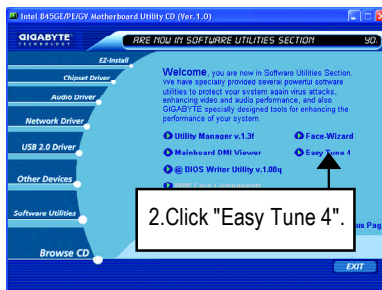 Intel 845GE/PE/GV Motherboard Utility CD (Ver.1.0)
GIGABYTE
TECHNOLOGY
ARE NOW IN SOFTWARE UTILITIES SECTION
YO
EZ-Install
Chipset Driver
Audio Driver
Network Driver
USB 2.0 Driver
Other Devices
Software Utilities
Browse CD
Welcome, you are now in Software Utilities Section.
We have specially provided several powerful software
utilities to protect your system again virus attacks,
enhancing video and audio performance, and also
GIGABYTE specially designed tools for enhancing the
performance of system.
Utility Manager v.1.3f
Face-Wizard
Mainboard DMI Viewer
Easy Tune 4
@ BIOS Writer Utility v.1.08q
2.Click "Easy Tune 4".
us Pag
EXIT